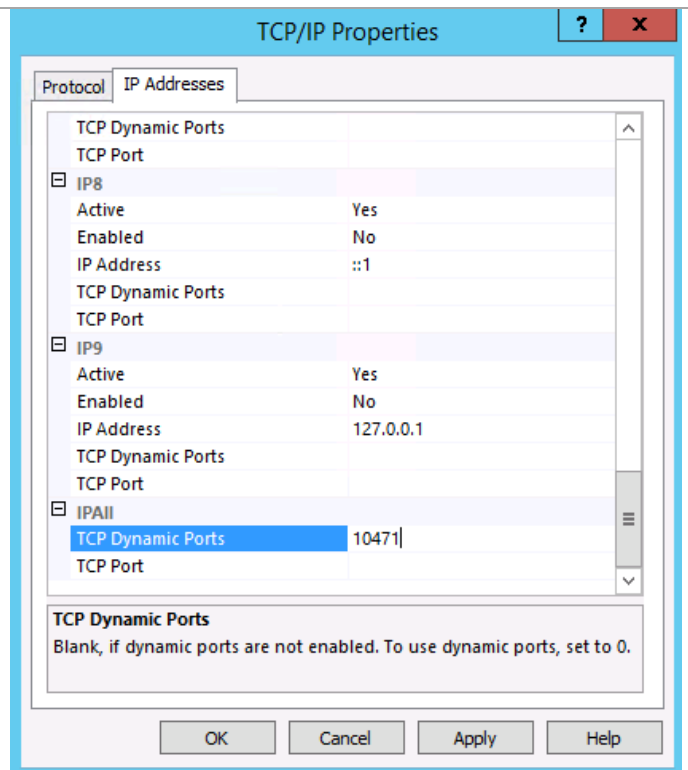 TCP/IP Properties
? x
Protocol IP Addresses
TCP Dynamic Ports
TCP Port
IP8
Active Yes
Enabled No
IP Address ::1
TCP Dynamic Ports
TCP Port
IP9
Active Yes
Enabled No
IP Address 127.0.0.1
TCP Dynamic Ports
TCP Port
IPAll
TCP Dynamic Ports 10471
TCP Port
TCP Dynamic Ports
Blank, if dynamic ports are not enabled. To use dynamic ports, set to 0.
OK Cancel Apply Help